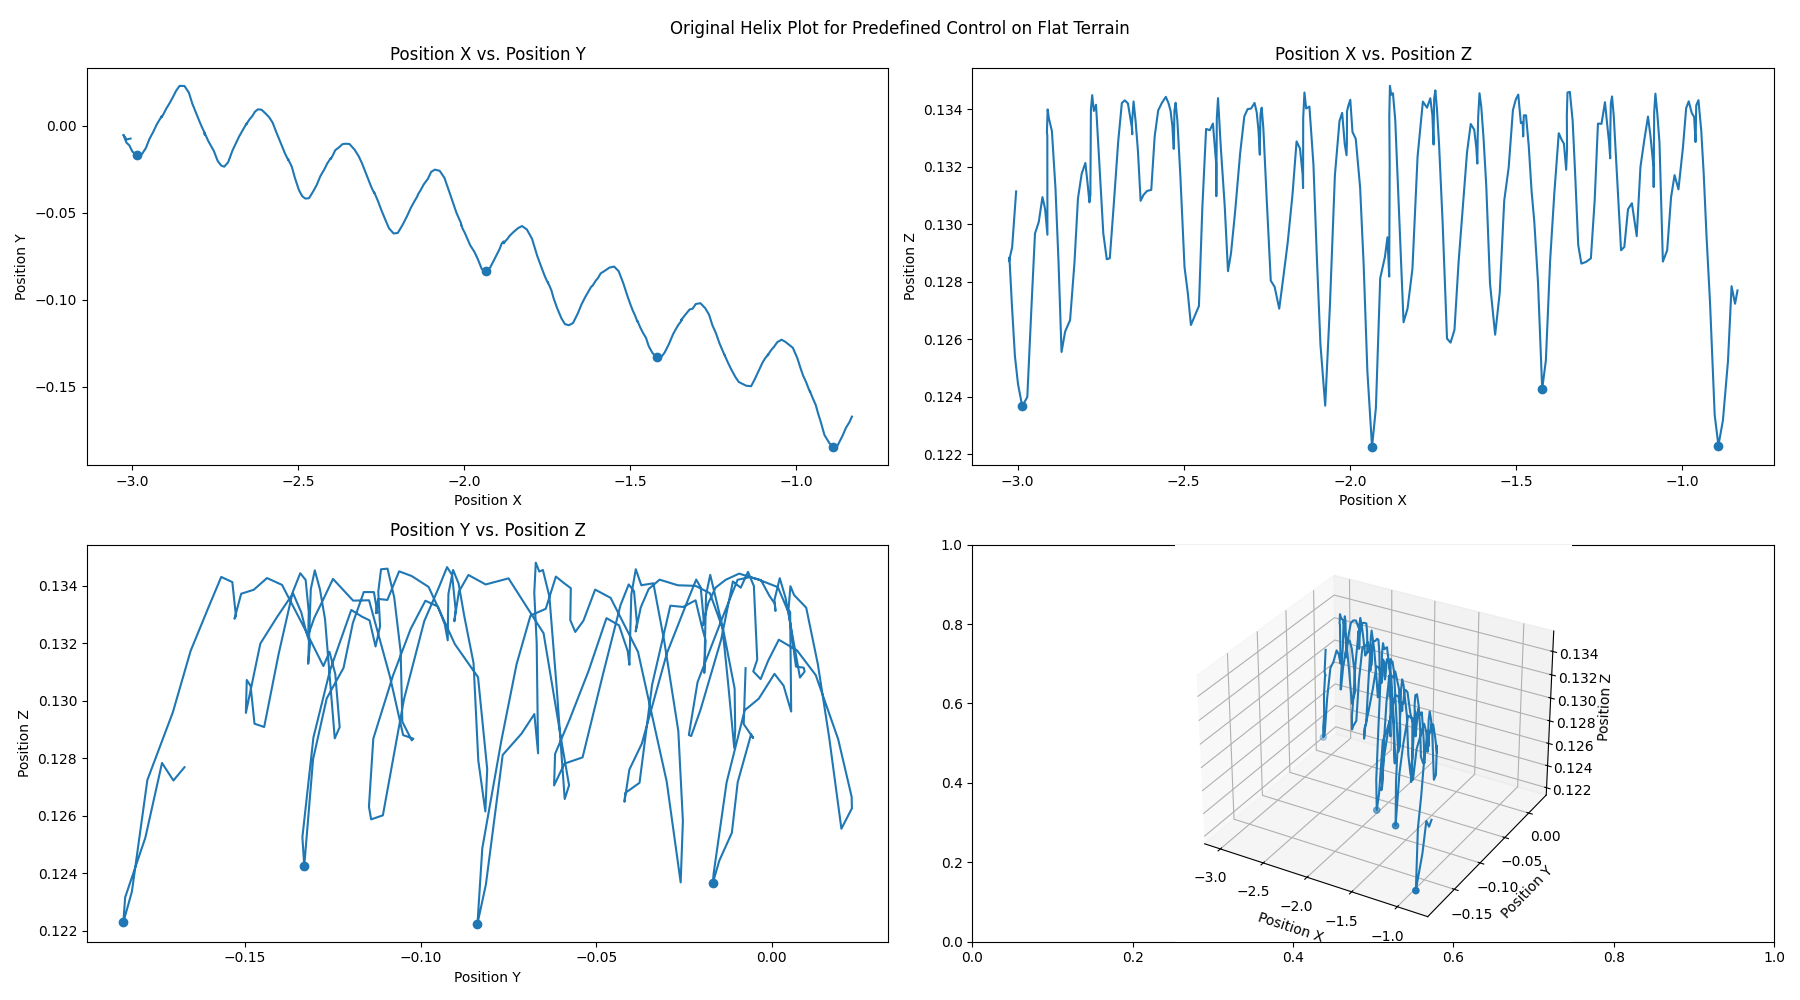 Original Helix Plot for Predefined Control on Flat Terrain
Position X vs. Position Y
0.00
−0.05
−0.10
−0.15
Position Y
−3.0 −2.5 −2.0 −1.5 −1.0
Position X
Position X vs. Position Z
0.134
0.132
0.130
0.128
0.126
0.124
0.122
Position Z
−3.0 −2.5 −2.0 −1.5 −1.0
Position X
Position Y vs. Position Z
0.134
0.132
0.130
0.128
0.126
0.124
0.122
Position Z
−0.15 −0.10 −0.05 0.00
Position Y
1.0
0.8
0.6
0.4
0.2
0.0
0.0 0.2 0.4 0.6 0.8 1.0
−3.0
−2.5
−2.0
−1.5
−1.0
Position X
−0.15
−0.10
−0.05
0.00
Position Y
0.134
0.132
0.130
0.128
0.126
0.124
0.122
Position Z